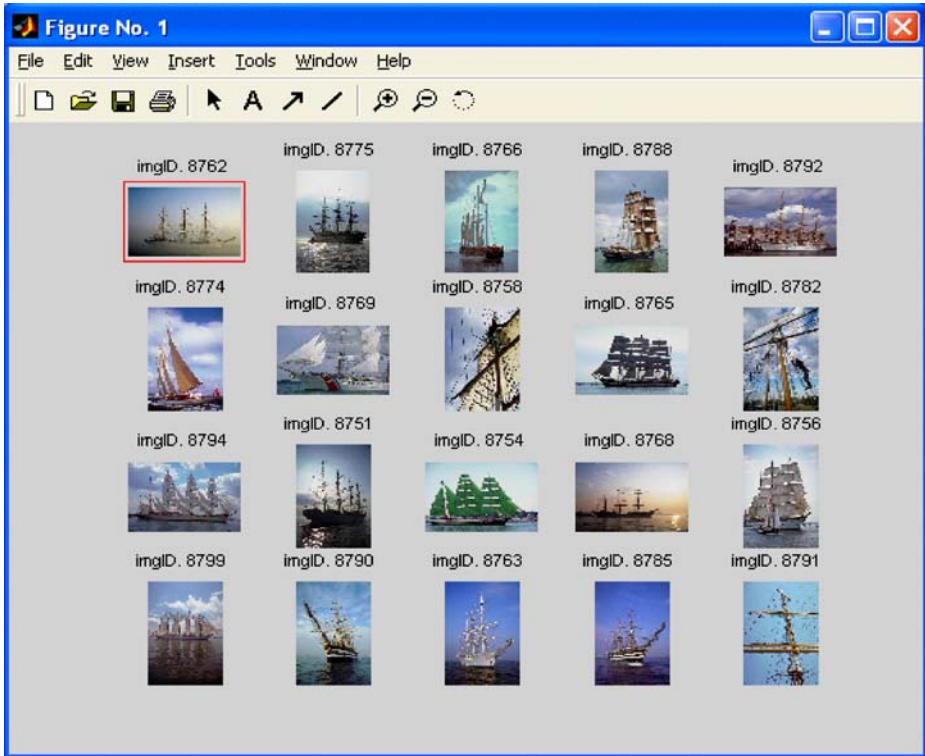 Figure No. 1
File Edit View Insert Tools Window Help
A
imgID. 8762 imgID. 8775 imgID. 8766 imgID. 8788 imgID. 8792
imgID. 8774 imgID. 8769 imgID. 8758 imgID. 8765 imgID. 8782
imgID. 8794 imgID. 8751 imgID. 8754 imgID. 8768 imgID. 8756
imgID. 8799 imgID. 8790 imgID. 8763 imgID. 8785 imgID. 8791